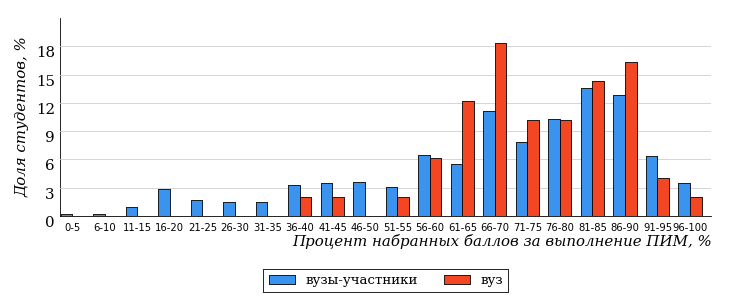 Доля студентов, %
18
15
12
9
6
3
0
0-5 6-10 11-15 16-20 21-25 26-30 31-35 36-40 41-45 46-50 51-55 56-60 61-65 66-70 71-75 76-80 81-85 86-90 91-95 96-100
Процент набранных баллов за выполнение ПИМ, %
вузы-участники вуз